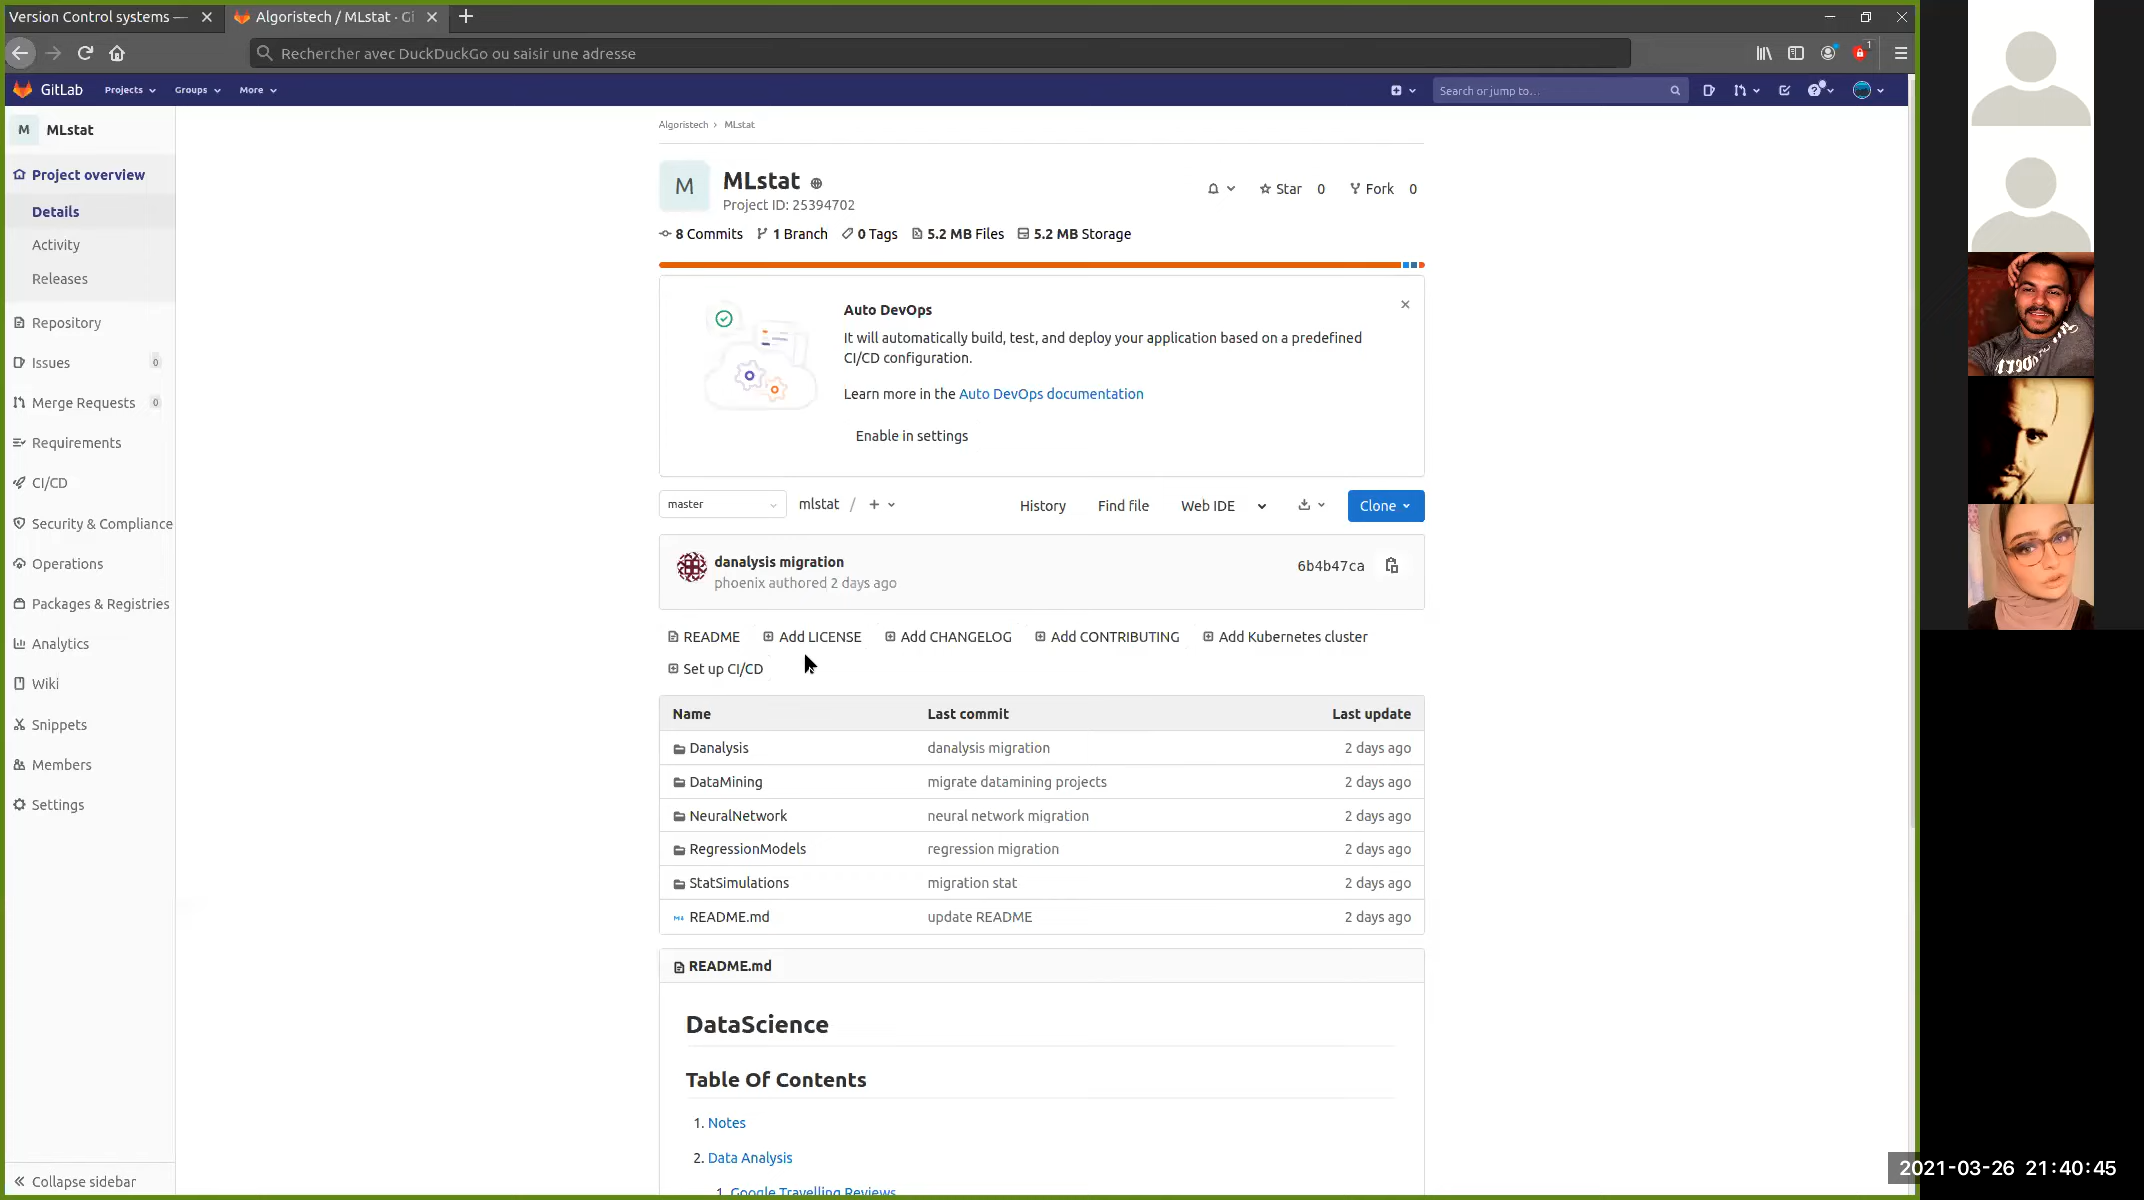 Version Control systems —
Algoristech / MLstat · Gi
Rechercher avec DuckDuckGo ou saisir une adresse
1
GitLab
Projects
Groups
More
Search or jump to...
M
MLstat
Project overview
Details
Activity
Releases
Repository
Issues 0
Merge Requests 0
Requirements
CI/CD
Security & Compliance
Operations
Packages & Registries
Analytics
Wiki
Snippets
Members
Settings
Collapse sidebar
Algoristech › MLstat
M
MLstat
Project ID: 25394702
Star 0
Fork 0
8 Commits 1 Branch 0 Tags 5.2 MB Files 5.2 MB Storage
Auto DevOps
It will automatically build, test, and deploy your application based on a predefined
CI/CD configuration.
Learn more in the Auto DevOps documentation
Enable in settings
master
mlstat / +
History
Find file
Web IDE
Clone
danalysis migration
phoenix authored 2 days ago
6b4b47ca
README Add LICENSE Add CHANGELOG Add CONTRIBUTING Add Kubernetes cluster
Set up CI/CD
Name Last commit Last update
Danalysis danalysis migration 2 days ago
DataMining migrate datamining projects 2 days ago
NeuralNetwork neural network migration 2 days ago
RegressionModels regression migration 2 days ago
StatSimulations migration stat 2 days ago
README.md update README 2 days ago
README.md
DataScience
Table Of Contents
1. Notes
2. Data Analysis
1. Google Travelling Reviews
2021-03-26 21:40:45